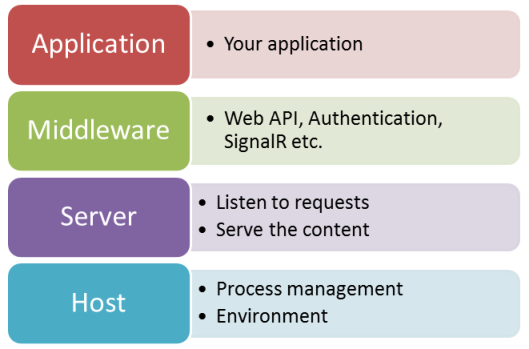 Application
• Your application
Middleware
• Web API, Authentication,
SignalR etc.
Server
• Listen to requests
• Serve the content
Host
• Process management
• Environment